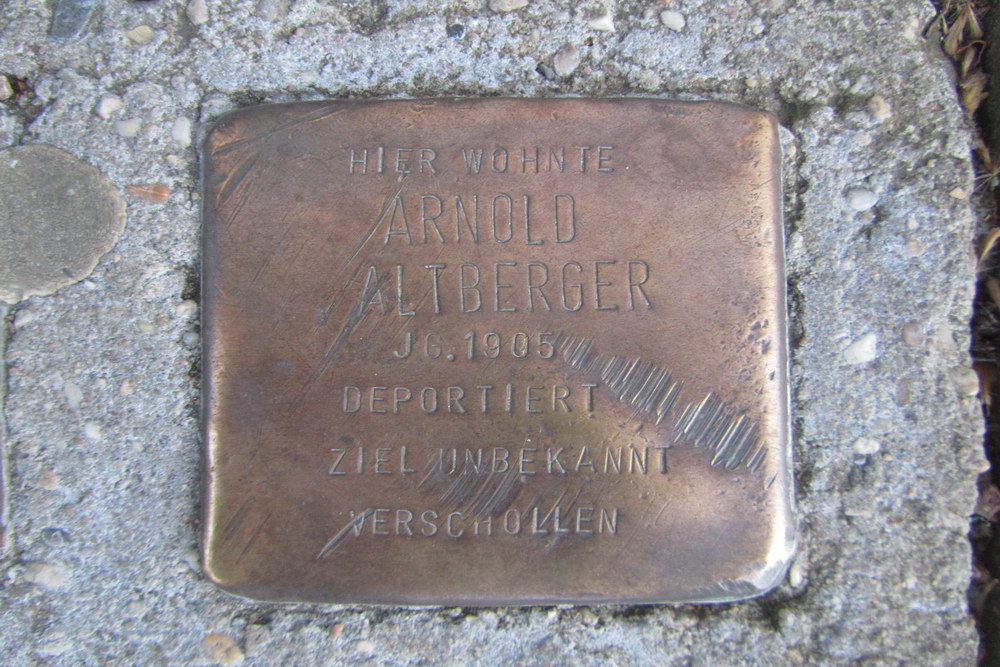 HIER WOHNTE
ARNOLD
ALTBERGER
JG. 1905
DEPORTIERT
ZIEL UNBEKANNT
VERSCHOLLEN